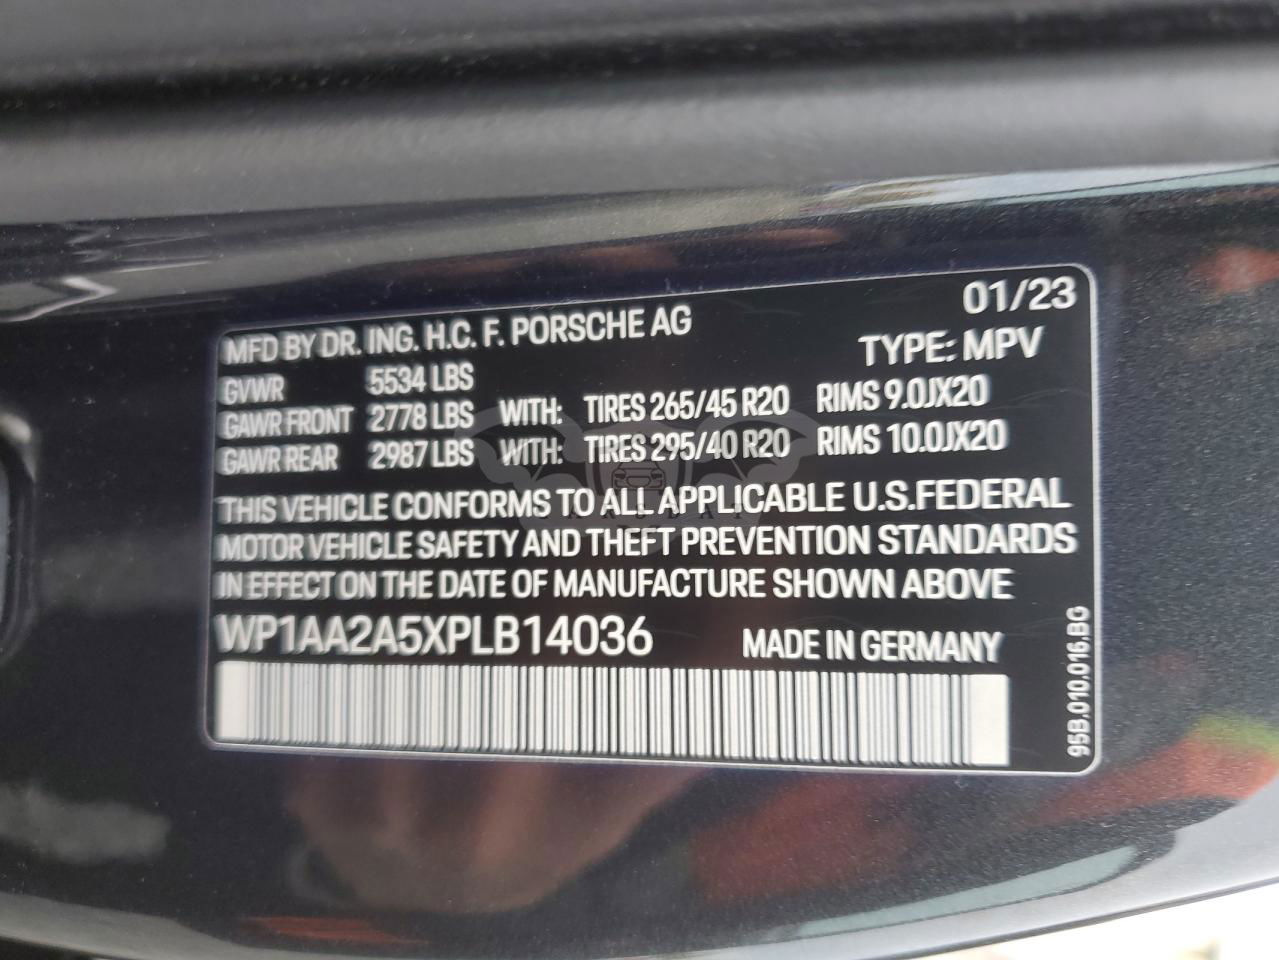 01/23
MFD BY DR. ING. H.C. F. PORSCHE AG
TYPE: MPV
GVWR 5534 LBS
GAWR FRONT 2778 LBS WITH: TIRES 265/45 R20 RIMS 9.0JX20
GAWR REAR 2987 LBS WITH: TIRES 295/40 R20 RIMS 10.0JX20
THIS VEHICLE CONFORMS TO ALL APPLICABLE U.S.FEDERAL
MOTOR VEHICLE SAFETY AND THEFT PREVENTION STANDARDS
IN EFFECT ON THE DATE OF MANUFACTURE SHOWN ABOVE
WP1AA2A5XPLB14036 MADE IN GERMANY
95B.010.016.BG